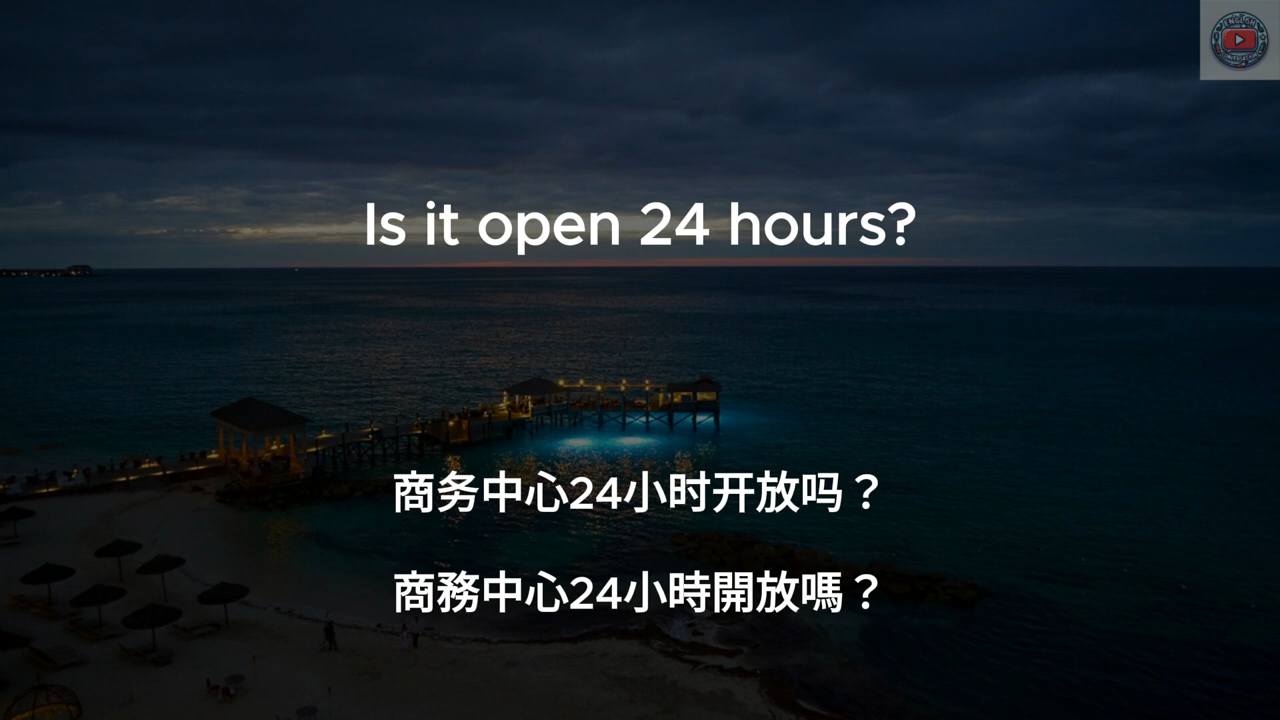 Is it open 24 hours?
商务中心24小时开放吗？
商務中心24小時開放嗎？